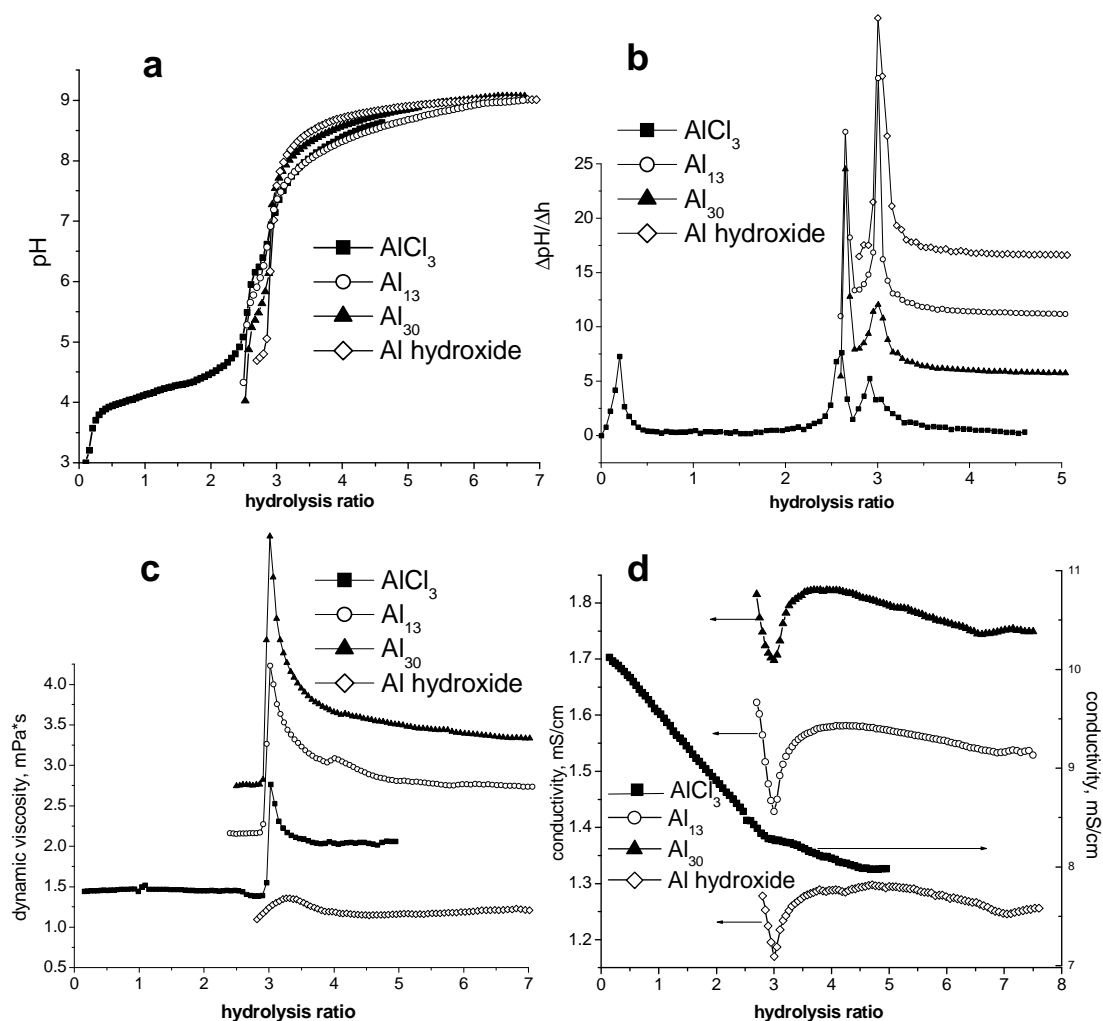 a
pH
9
8
7
6
5
4
3
0 1 2 3 4 5 6 7
hydrolysis ratio
AlCl3
Al13
Al30
Al hydroxide
b
ΔpH/Δh
25
20
15
10
5
0
0 1 2 3 4 5
hydrolysis ratio
AlCl3
Al13
Al30
Al hydroxide
c
dynamic viscosity, mPa*s
5.0
4.5
3.5
2.5
2.0
1.5
1.0
0.5
0 1 2 3 4 5 6 7
hydrolysis ratio
AlCl3
Al13
Al30
Al hydroxide
d
conductivity, mS/cm
1.8
1.7
1.6
1.5
1.4
1.3
1.2
0 1 2 3 4 5 6 7 8
hydrolysis ratio
11
10
9
8
7
conductivity, mS/cm
AlCl3
Al13
Al30
Al hydroxide